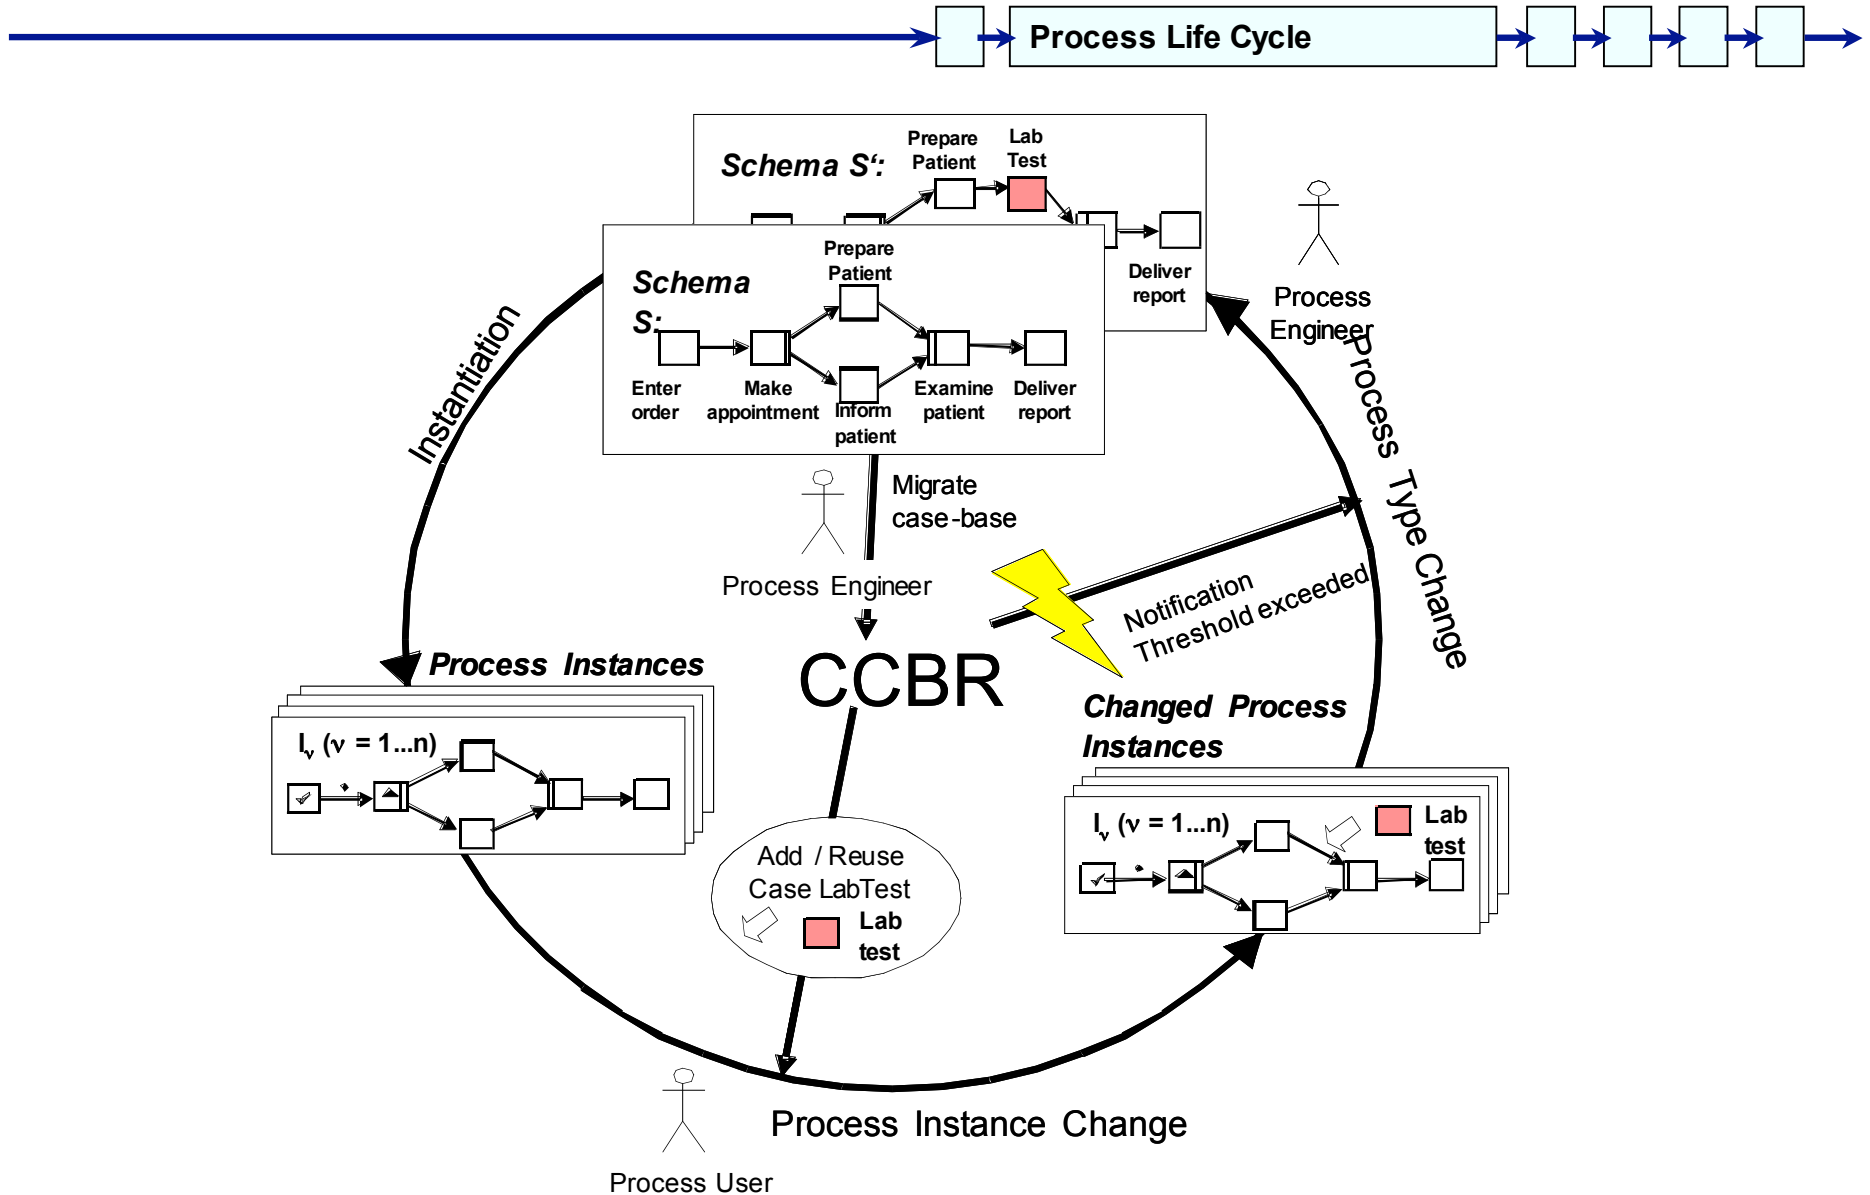 Process Life Cycle
Prepare
Patient
Lab
Test
Schema S‘:
Deliver
report
Process
Engineer
Prepare
Patient
Schema
S:
Enter
order
Make
appointment
Inform
patient
Examine
patient
Deliver
report
Instantiation
Process Type Change
Migrate
case-base
Process Engineer
Notification
Threshold exceeded
CCBR
Process Instances
Iν (ν = 1...n)
Changed Process
Instances
Iν (ν = 1...n)
Lab
test
Add / Reuse
Case LabTest
Lab
test
Process Instance Change
Process User